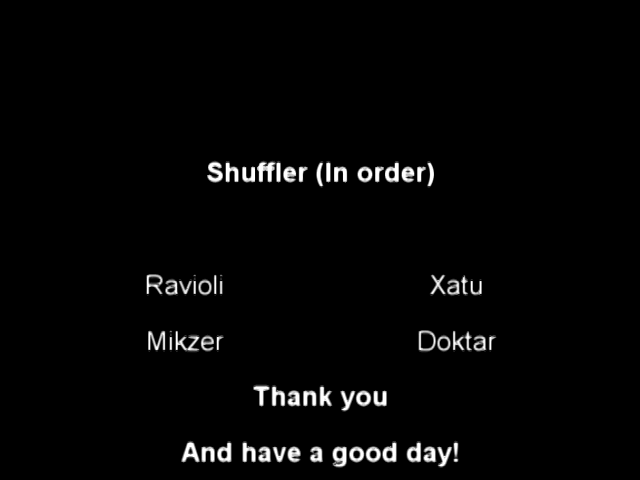 Shuffler (In order)
Ravioli Xatu
Mikzer Doktar
Thank you
And have a good day!